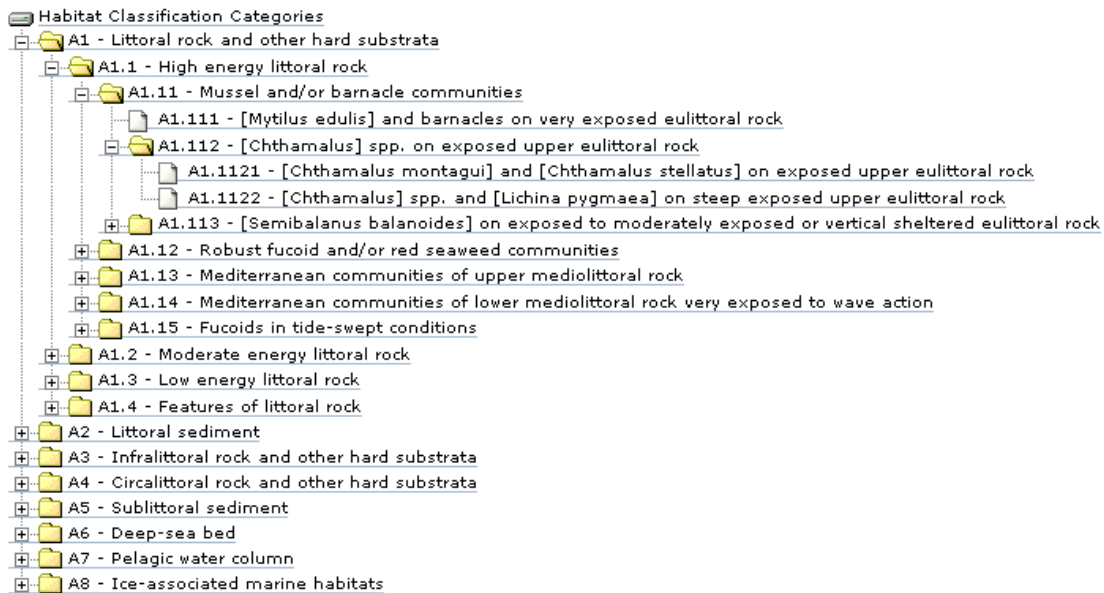 Habitat Classification Categories
A1 - Littoral rock and other hard substrata
A1.1 - High energy littoral rock
A1.11 - Mussel and/or barnacle communities
A1.111 - [Mytilus edulis] and barnacles on very exposed eulittoral rock
A1.112 - [Chthamalus] spp. on exposed upper eulittoral rock
A1.1121 - [Chthamalus montagui] and [Chthamalus stellatus] on exposed upper eulittoral rock
A1.1122 - [Chthamalus] spp. and [Lichina pygmaea] on steep exposed upper eulittoral rock
A1.113 - [Semibalanus balanoides] on exposed to moderately exposed or vertical sheltered eulittoral rock
A1.12 - Robust fucoid and/or red seaweed communities
A1.13 - Mediterranean communities of upper mediolittoral rock
A1.14 - Mediterranean communities of lower mediolittoral rock very exposed to wave action
A1.15 - Fucoids in tide-swept conditions
A1.2 - Moderate energy littoral rock
A1.3 - Low energy littoral rock
A1.4 - Features of littoral rock
A2 - Littoral sediment
A3 - Infralittoral rock and other hard substrata
A4 - Circalittoral rock and other hard substrata
A5 - Sublittoral sediment
A6 - Deep-sea bed
A7 - Pelagic water column
A8 - Ice-associated marine habitats